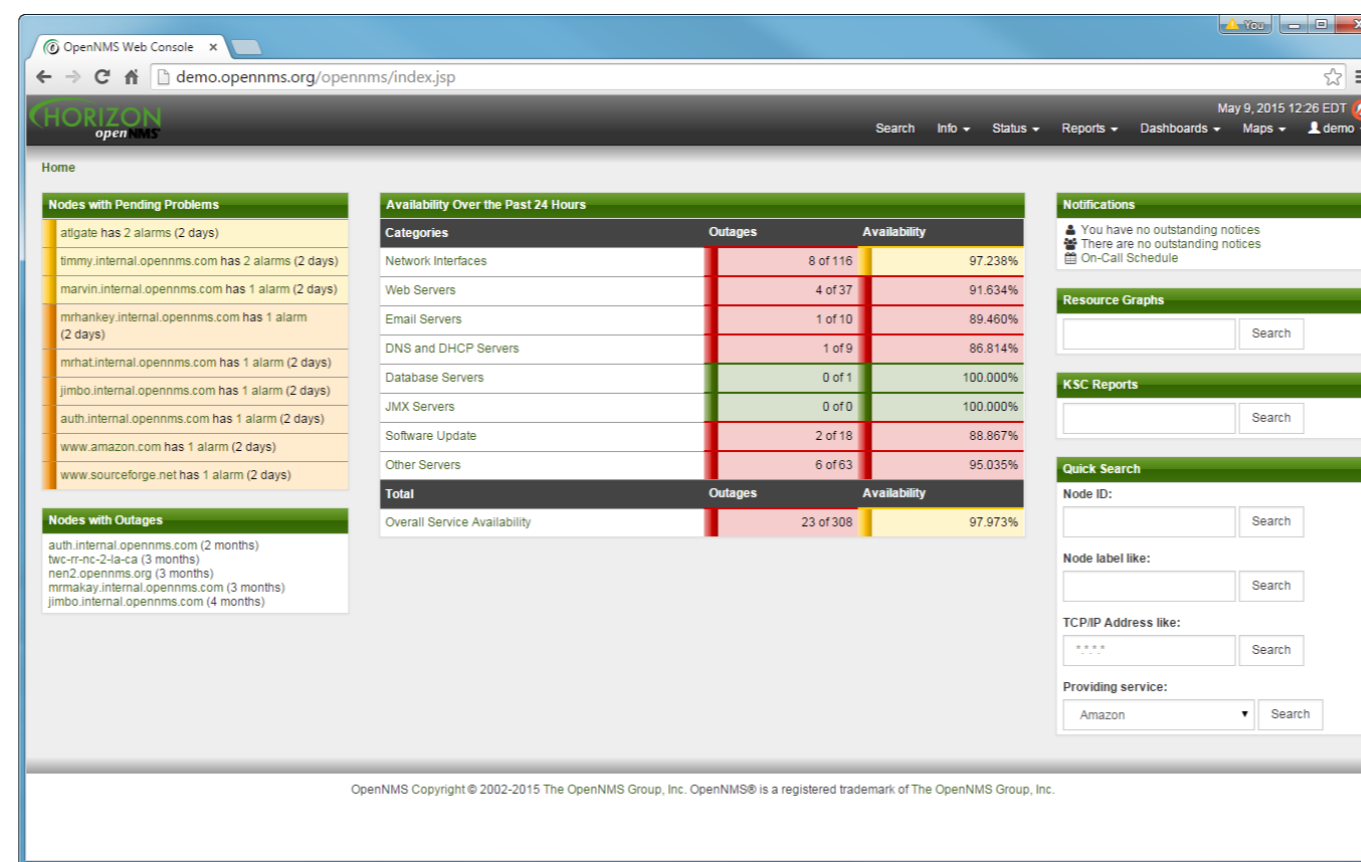 You
OpenNMS Web Console
demo.opennms.org/opennms/index.jsp
HORIZON
openNMS
May 9, 2015 12:26 EDT
Search Info Status Reports Dashboards Maps demo
Home
Nodes with Pending Problems
atlgate has 2 alarms (2 days)
timmy.internal.opennms.com has 2 alarms (2 days)
marvin.internal.opennms.com has 1 alarm (2 days)
mrhankey.internal.opennms.com has 1 alarm
(2 days)
mrhat.internal.opennms.com has 1 alarm (2 days)
jimbo.internal.opennms.com has 1 alarm (2 days)
auth.internal.opennms.com has 1 alarm (2 days)
www.amazon.com has 1 alarm (2 days)
www.sourceforge.net has 1 alarm (2 days)
Nodes with Outages
auth.internal.opennms.com (2 months)
twc-rr-nc-2-la-ca (3 months)
nen2.opennms.org (3 months)
mrmakay.internal.opennms.com (3 months)
jimbo.internal.opennms.com (4 months)
Availability Over the Past 24 Hours
Categories Outages Availability
Network Interfaces 8 of 116 97.238%
Web Servers 4 of 37 91.634%
Email Servers 1 of 10 89.460%
DNS and DHCP Servers 1 of 9 86.814%
Database Servers 0 of 1 100.000%
JMX Servers 0 of 0 100.000%
Software Update 2 of 18 88.867%
Other Servers 6 of 63 95.035%
Total Outages Availability
Overall Service Availability 23 of 308 97.973%
Notifications
You have no outstanding notices
There are no outstanding notices
On-Call Schedule
Resource Graphs
Search
KSC Reports
Search
Quick Search
Node ID:
Search
Node label like:
Search
TCP/IP Address like:
*.*.*.* Search
Providing service:
Amazon Search
OpenNMS Copyright © 2002-2015 The OpenNMS Group, Inc. OpenNMS® is a registered trademark of The OpenNMS Group, Inc.